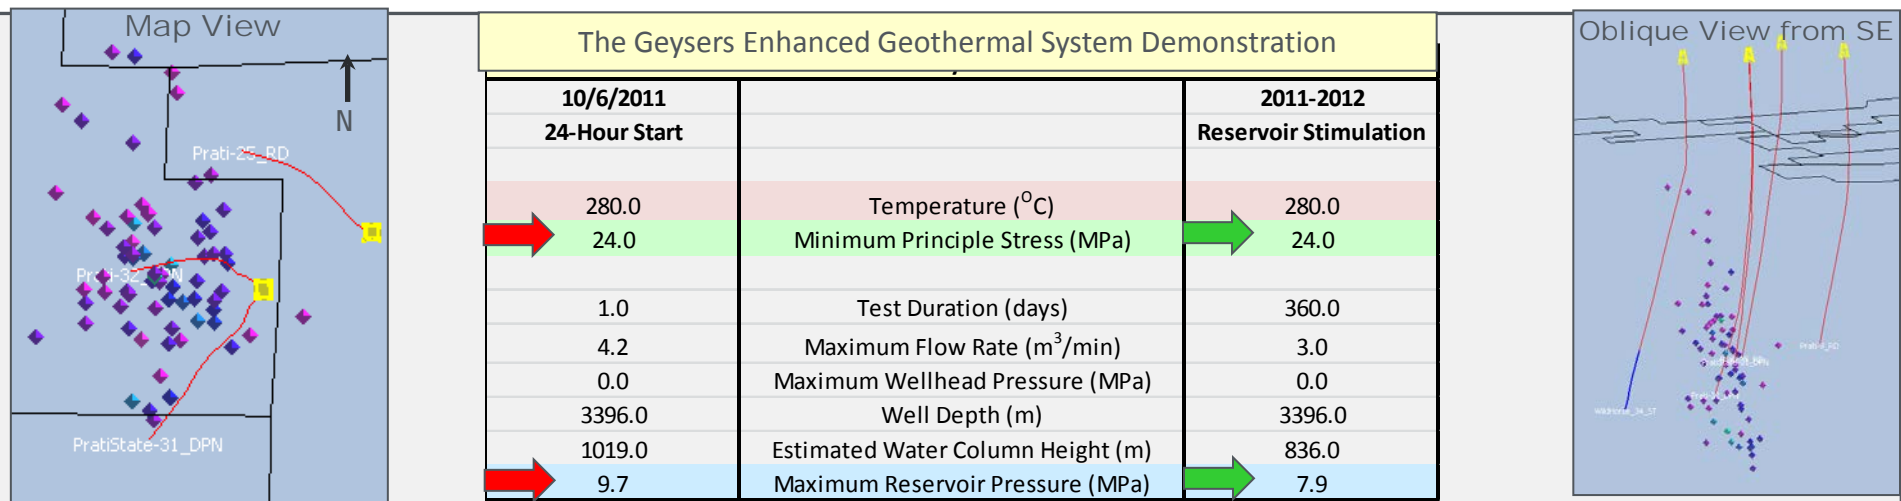 Map View
N
Prati-25_RD
PratiState-31_DPN
The Geysers Enhanced Geothermal System Demonstration
10/6/2011 2011-2012
24-Hour Start Reservoir Stimulation
280.0 Temperature (⁰C) 280.0
24.0 Minimum Principle Stress (MPa) 24.0
1.0 Test Duration (days) 360.0
4.2 Maximum Flow Rate (m³/min) 3.0
0.0 Maximum Wellhead Pressure (MPa) 0.0
3396.0 Well Depth (m) 3396.0
1019.0 Estimated Water Column Height (m) 836.0
9.7 Maximum Reservoir Pressure (MPa) 7.9
Oblique View from SE